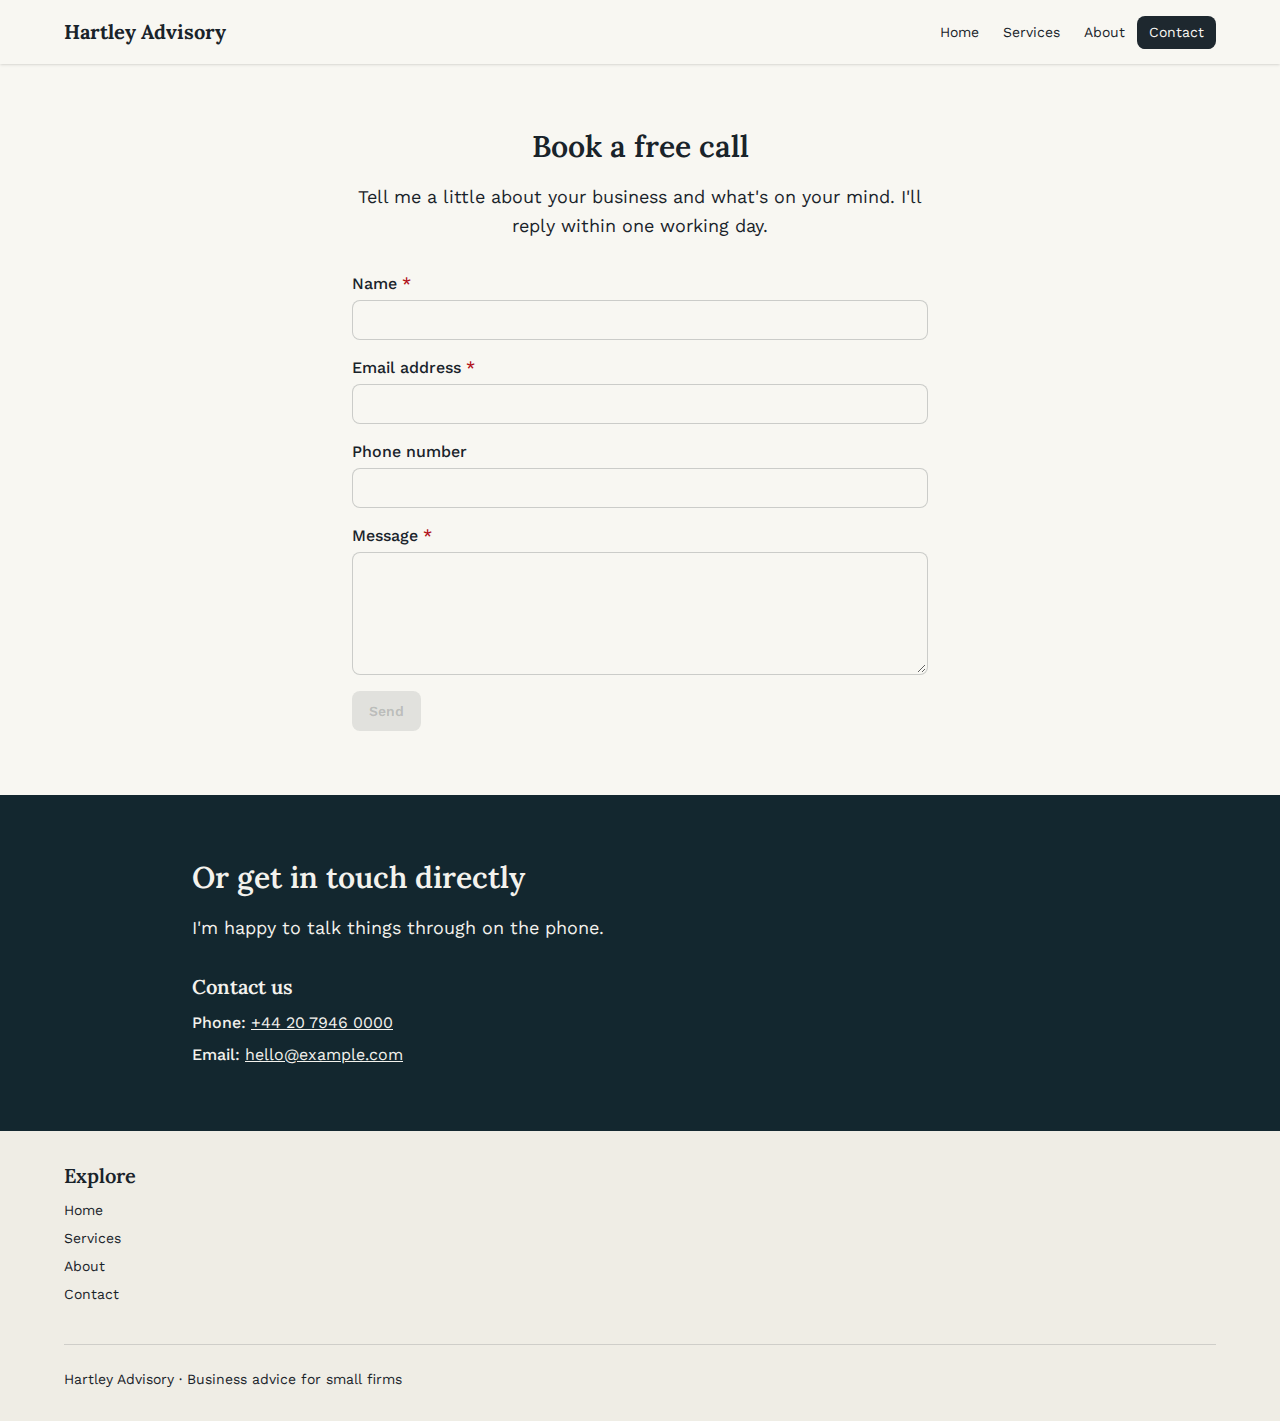 Hartley Advisory
Home
Services
About
Contact
Book a free call
Tell me a little about your business and what's on your mind. I'll
reply within one working day.
Name *
Email address *
Phone number
Message *
Send
Or get in touch directly
I'm happy to talk things through on the phone.
Contact us
Phone: +44 20 7946 0000
Email: hello@example.com
Explore
Home
Services
About
Contact
Hartley Advisory · Business advice for small firms